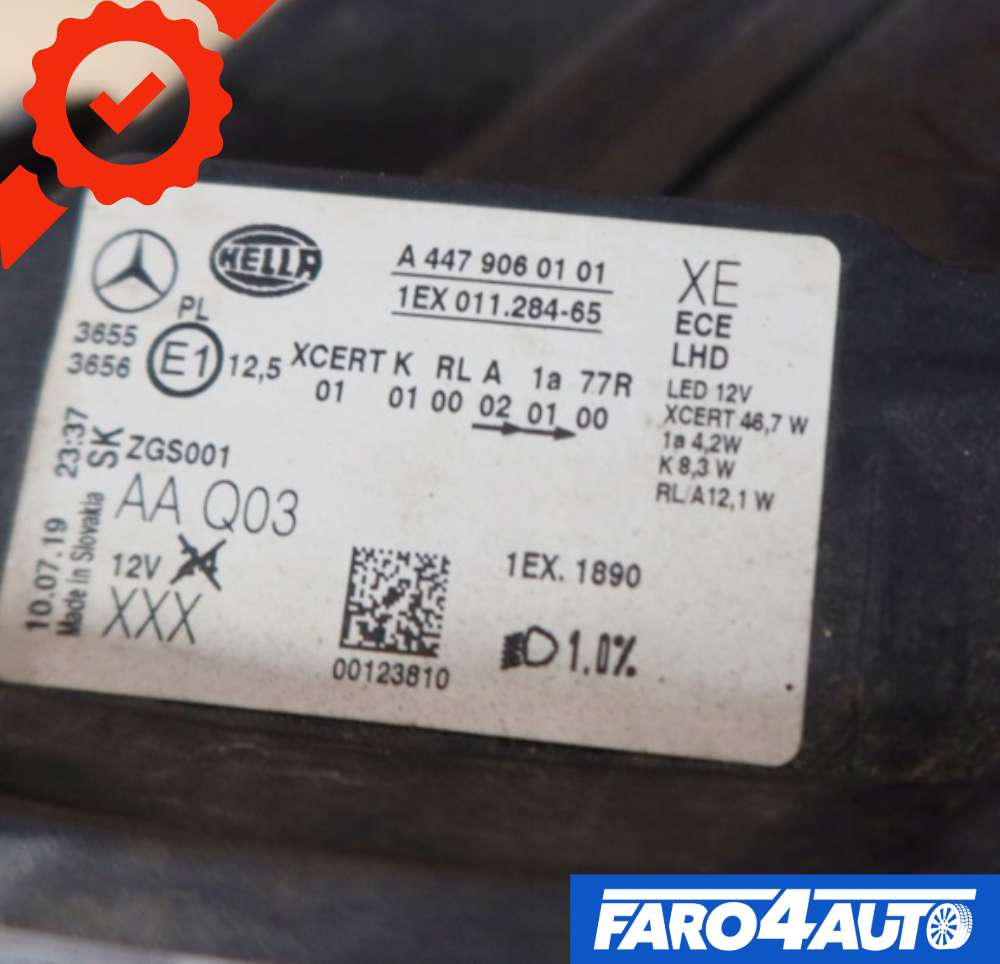 HELLA
A 447 906 01 01
1EX 011.284-65
XE
ECE
LHD
LED 12V
XCERT 46,7 W
1a 4,2W
K 8,3 W
RL/A12,1 W
PL
3655
3656
E1
12,5
XCERT K RL A 1a 77R
01 01 00 02 01 00
10.07.19 23:37
Made in Slovakia SK
ZGS001
AA Q03
12V 24
XXX
00123810
1EX. 1890
1.0%
FARO4AUTO